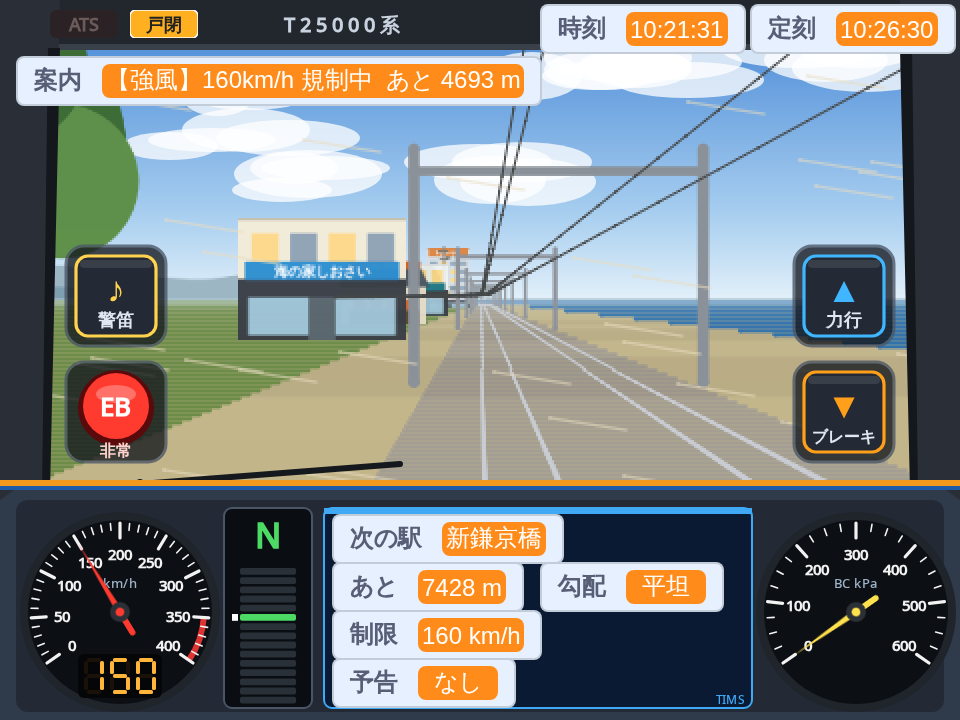 ATS
戸閉
T25000系
時刻 10:21:31
定刻 10:26:30
案内 【強風】160km/h 規制中 あと 4693 m
海の家しおさい
♪
警笛
EB
非常
▲
力行
▼
ブレーキ
0 50 100 150 200 250 300 350 400
km/h
150
N
次の駅 新鎌京橋
あと 7428 m
勾配 平坦
制限 160 km/h
予告 なし
TIMS
0 100 200 300 400 500 600
BC kPa